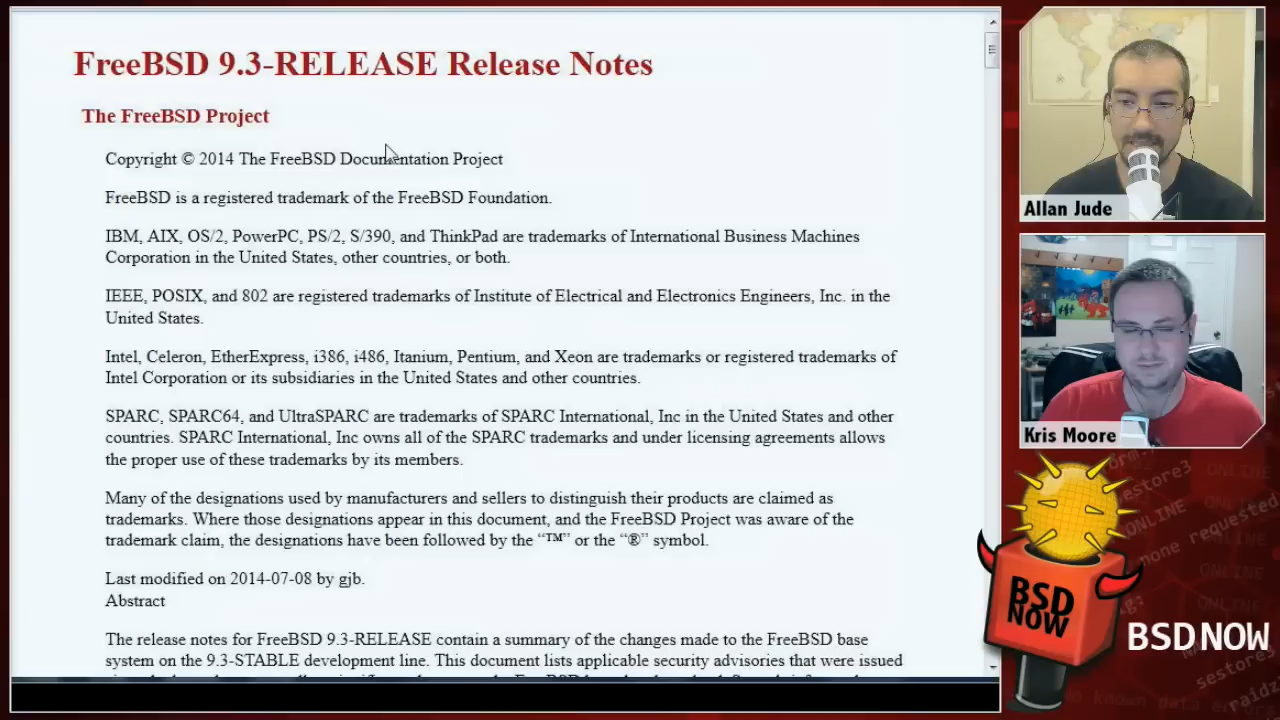 FreeBSD 9.3-RELEASE Release Notes
The FreeBSD Project
Copyright © 2014 The FreeBSD Documentation Project
FreeBSD is a registered trademark of the FreeBSD Foundation.
IBM, AIX, OS/2, PowerPC, PS/2, S/390, and ThinkPad are trademarks of International Business Machines
Corporation in the United States, other countries, or both.
IEEE, POSIX, and 802 are registered trademarks of Institute of Electrical and Electronics Engineers, Inc. in the
United States.
Intel, Celeron, EtherExpress, i386, i486, Itanium, Pentium, and Xeon are trademarks or registered trademarks of
Intel Corporation or its subsidiaries in the United States and other countries.
SPARC, SPARC64, and UltraSPARC are trademarks of SPARC International, Inc in the United States and other
countries. SPARC International, Inc owns all of the SPARC trademarks and under licensing agreements allows
the proper use of these trademarks by its members.
Many of the designations used by manufacturers and sellers to distinguish their products are claimed as
trademarks. Where those designations appear in this document, and the FreeBSD Project was aware of the
trademark claim, the designations have been followed by the “™” or the “®” symbol.
Last modified on 2014-07-08 by gjb.
Abstract
The release notes for FreeBSD 9.3-RELEASE contain a summary of the changes made to the FreeBSD base
system on the 9.3-STABLE development line. This document lists applicable security advisories that were issued
Allan Jude
Kris Moore
BSD
NOW
BSD NOW